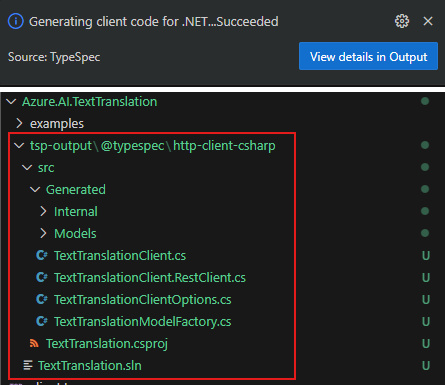 Generating client code for .NET...Succeeded
Source: TypeSpec
View details in Output
Azure.AI.TextTranslation
examples
tsp-output\@typespec\http-client-csharp
src
Generated
Internal
Models
C# TextTranslationClient.cs U
C# TextTranslationClient.RestClient.cs U
C# TextTranslationClientOptions.cs U
C# TextTranslationModelFactory.cs U
TextTranslation.csproj U
TextTranslation.sln U